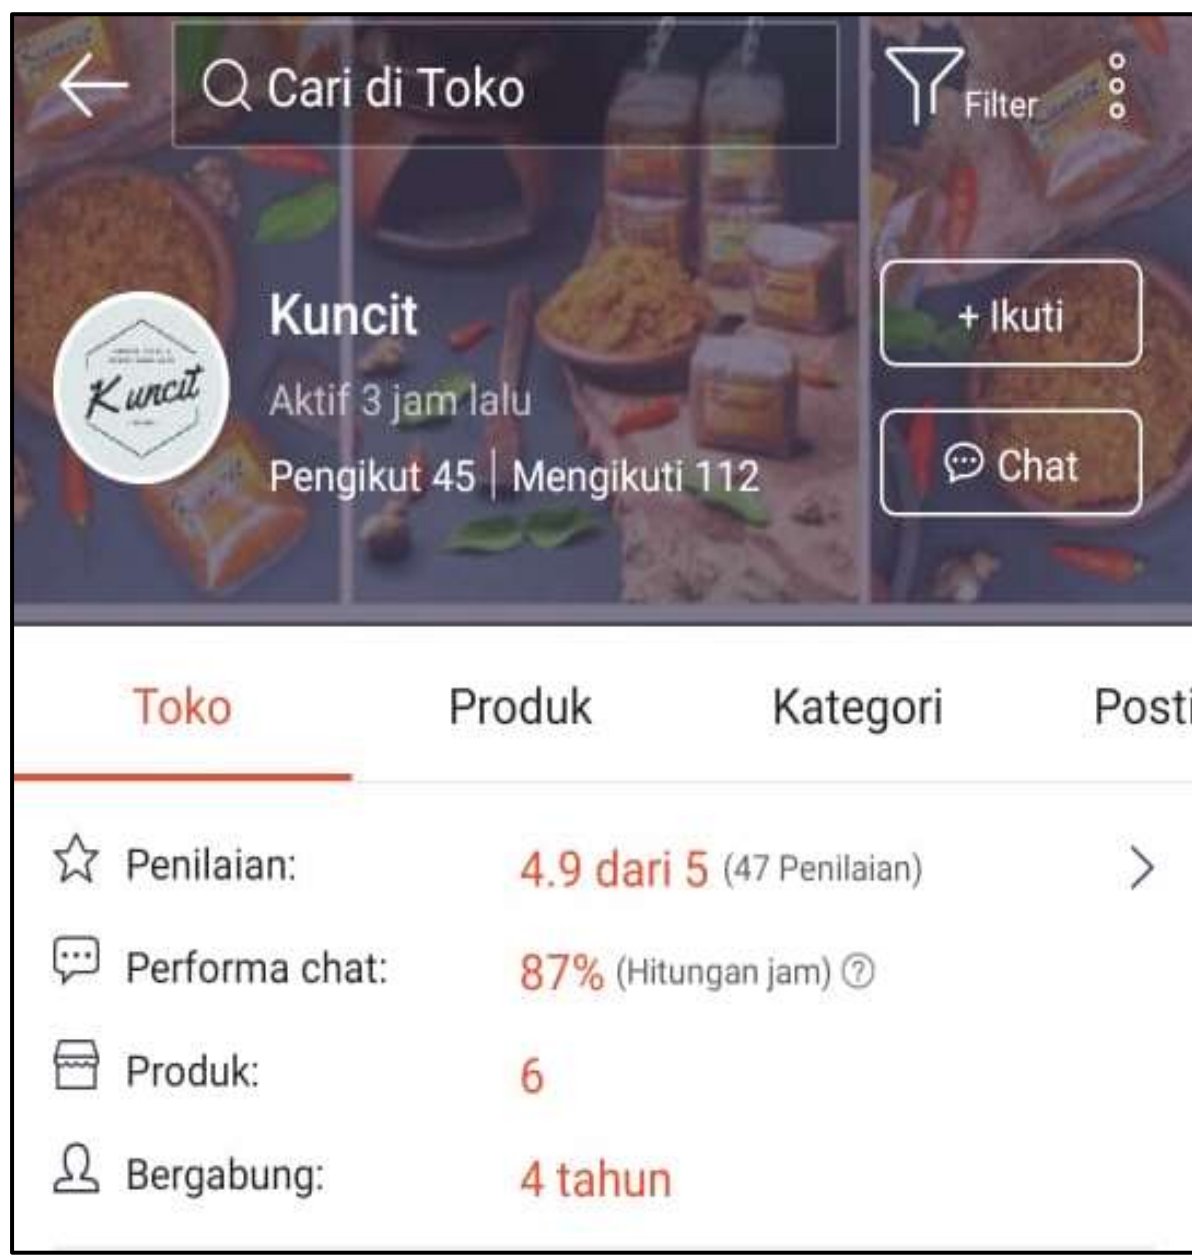 Cari di Toko
Filter
Kuncit
+ Ikuti
Kuncit
Aktif 3 jam lalu
Chat
Pengikut 45 | Mengikuti 112
Toko Produk Kategori Posti
Penilaian: 4.9 dari 5 (47 Penilaian)
Performa chat: 87% (Hitungan jam) ?
Produk: 6
Bergabung: 4 tahun